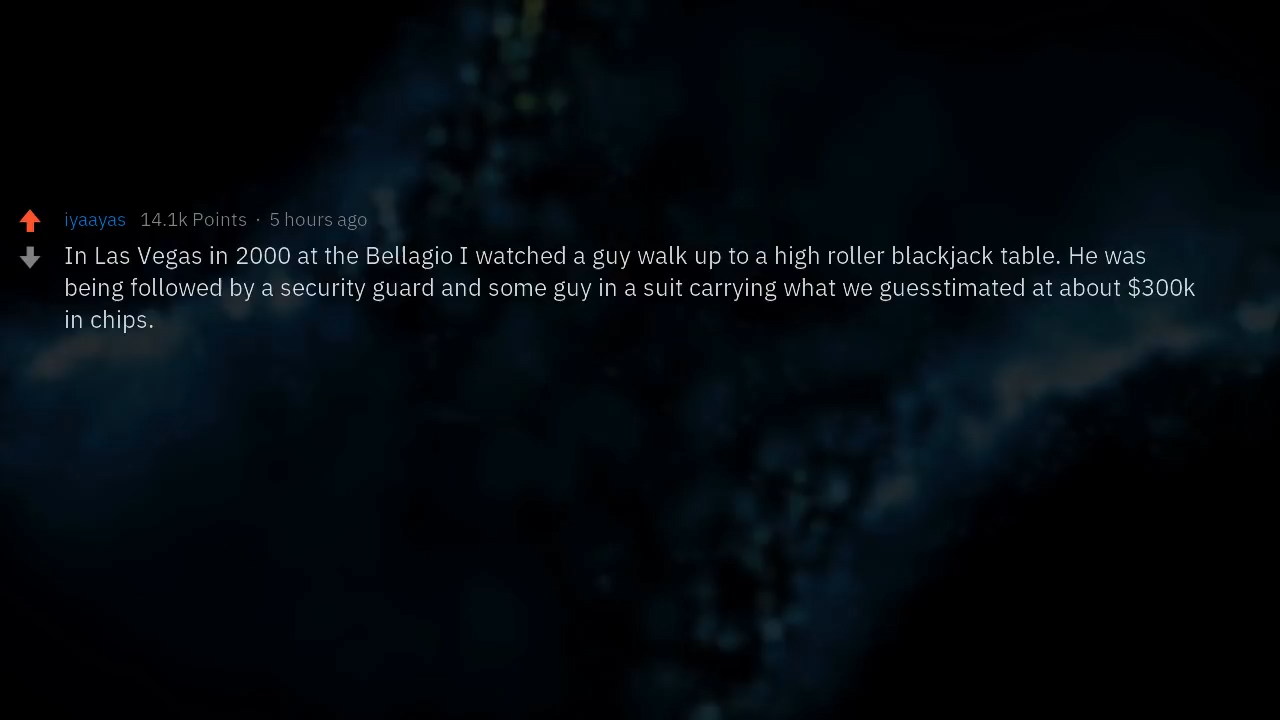 iyaayas 14.1k Points · 5 hours ago
In Las Vegas in 2000 at the Bellagio I watched a guy walk up to a high roller blackjack table. He was
being followed by a security guard and some guy in a suit carrying what we guesstimated at about $300k
in chips.